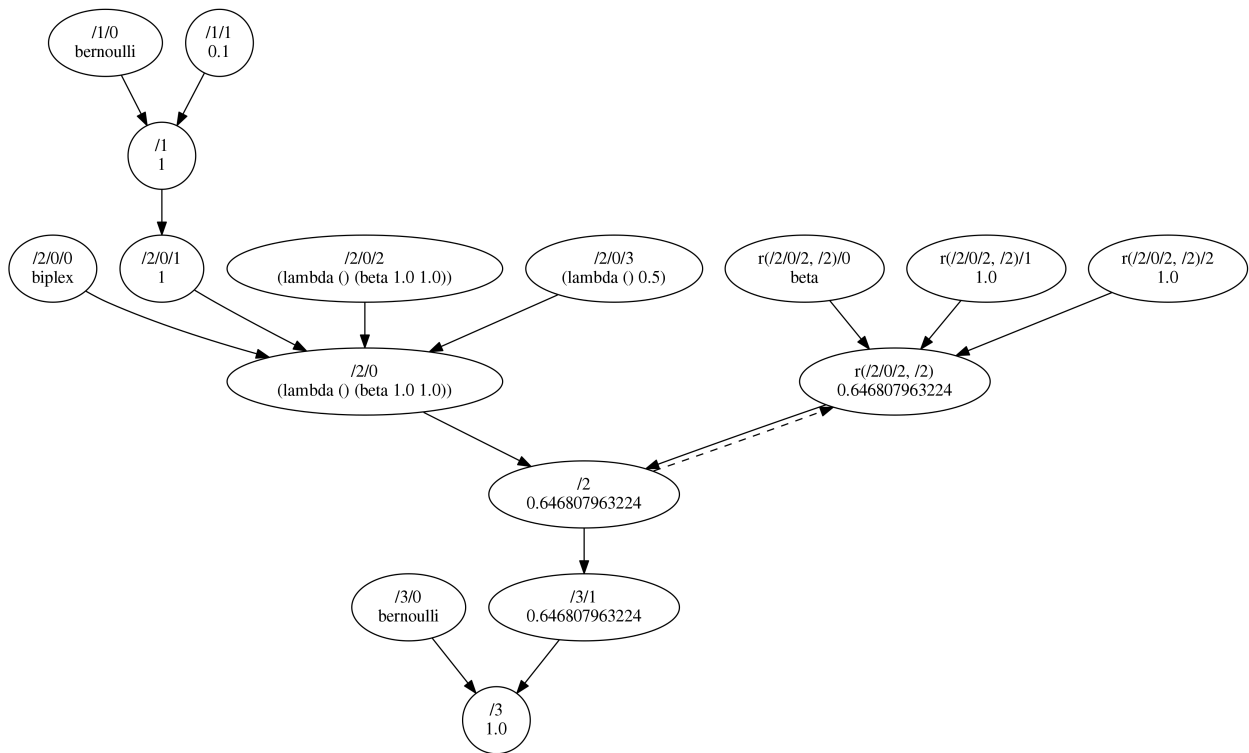 /1/0
bernoulli
/1/1
0.1
/1
1
/2/0/0
biplex
/2/0/1
1
/2/0/2
(lambda () (beta 1.0 1.0))
/2/0/3
(lambda () 0.5)
r(/2/0/2, /2)/0
beta
r(/2/0/2, /2)/1
1.0
r(/2/0/2, /2)/2
1.0
/2/0
(lambda () (beta 1.0 1.0))
r(/2/0/2, /2)
0.646807963224
/2
0.646807963224
/3/0
bernoulli
/3/1
0.646807963224
/3
1.0